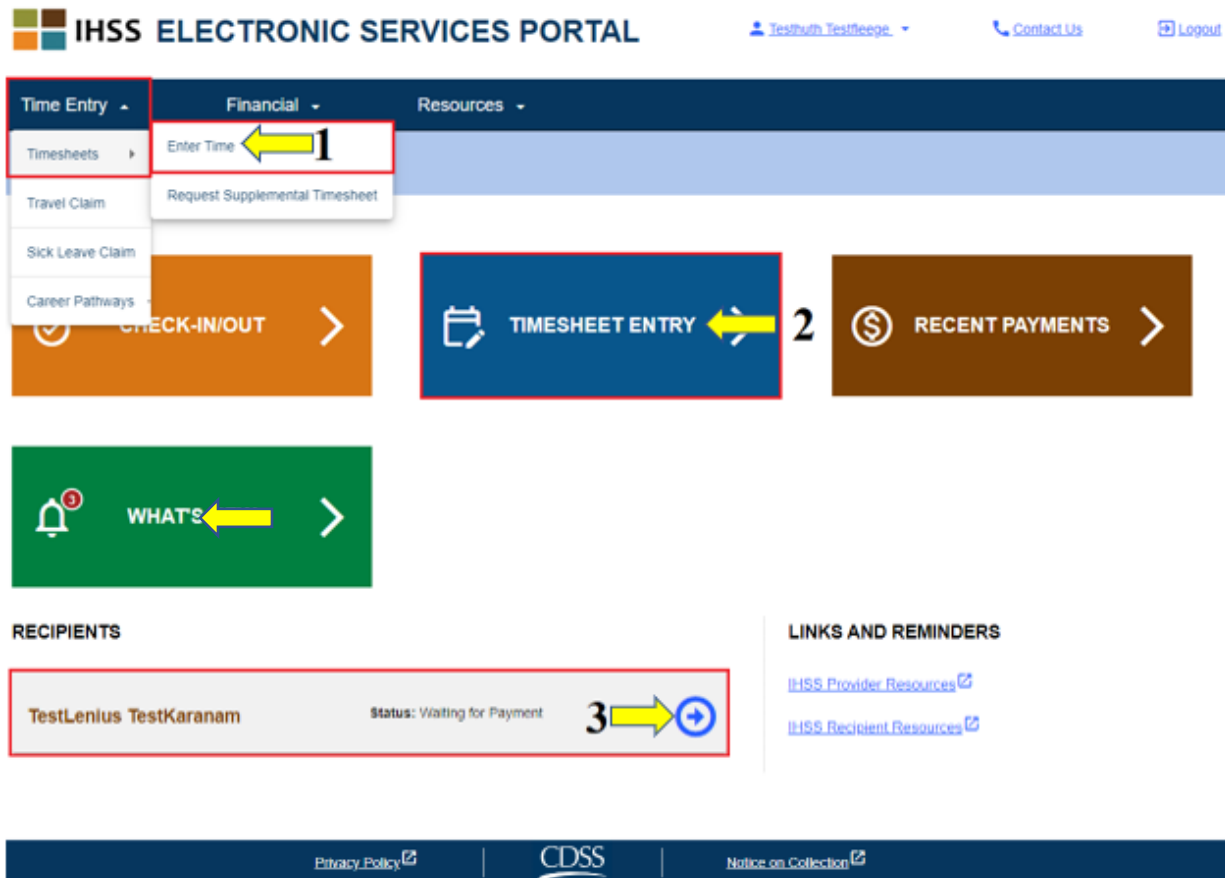 IHSS ELECTRONIC SERVICES PORTAL
Testhuth Testfleege
Contact Us
Logout
Time Entry
Financial
Resources
Timesheets
Enter Time
1
Travel Claim
Request Supplemental Timesheet
Sick Leave Claim
Career Pathways
CHECK-IN/OUT
TIMESHEET ENTRY
2
RECENT PAYMENTS
3
WHAT'S
RECIPIENTS
LINKS AND REMINDERS
TestLenius TestKaranam
Status: Waiting for Payment
3
IHSS Provider Resources
IHSS Recipient Resources
Privacy Policy
CDSS
Notice on Collection